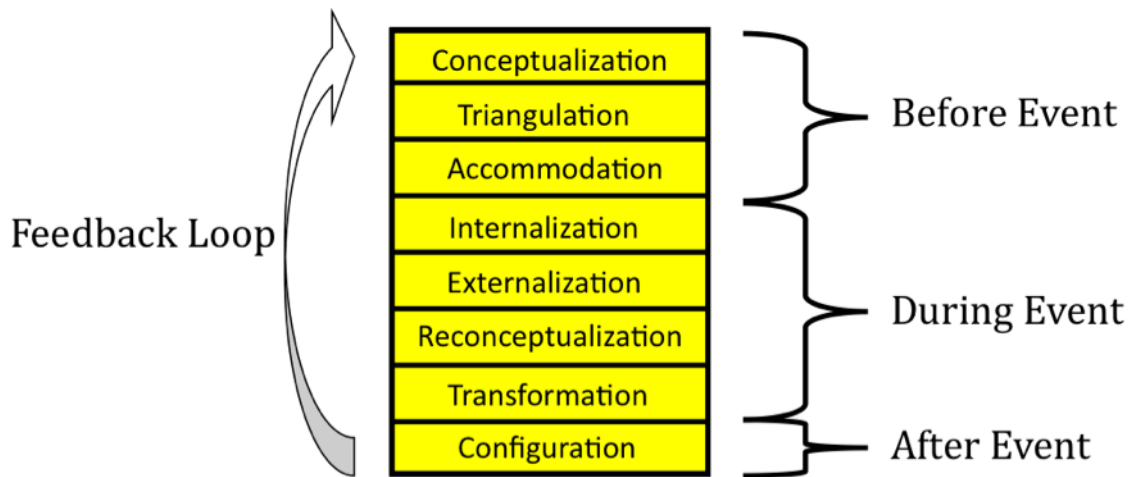 Conceptualization
Triangulation
Accommodation
Internalization
Externalization
Reconceptualization
Transformation
Configuration
Feedback Loop
Before Event
During Event
After Event